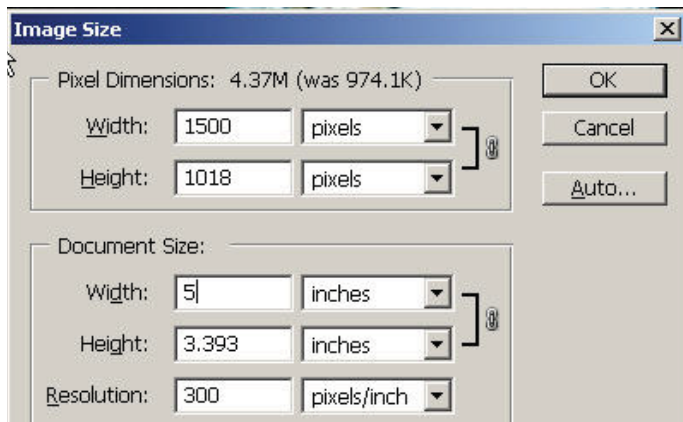 Image Size
Pixel Dimensions: 4.37M (was 974.1K)
OK
Width: 1500 pixels
Cancel
Height: 1018 pixels
Auto...
Document Size:
Width: 5 inches
Height: 3.393 inches
Resolution: 300 pixels/inch